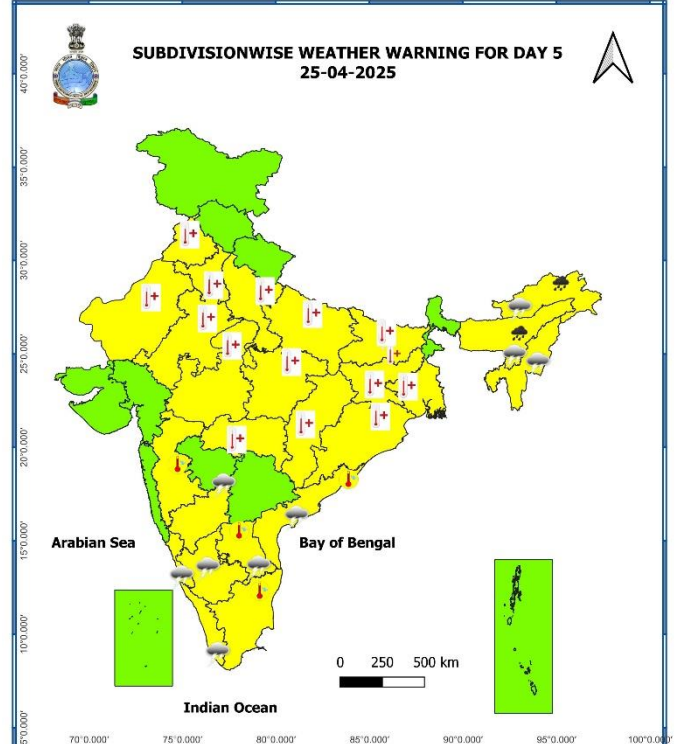 SUBDIVISIONWISE WEATHER WARNING FOR DAY 5
25-04-2025
40°0.000'
35°0.000'
30°0.000'
25°0.000'
20°0.000'
15°0.000'
10°0.000'
5°0.000'
Arabian Sea
Bay of Bengal
0 250 500 km
Indian Ocean
70°0.000' 75°0.000' 80°0.000' 85°0.000' 90°0.000' 95°0.000' 100°0.000'